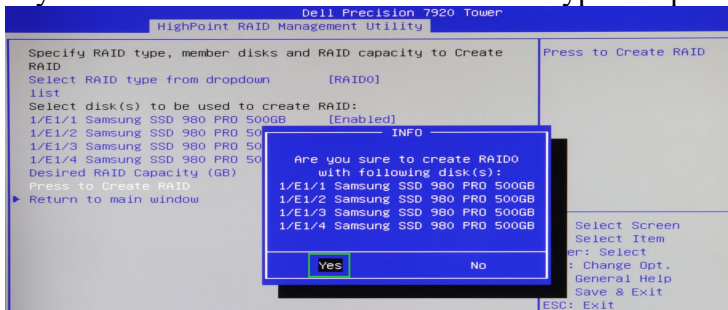 Dell Precision 7920 Tower
HighPoint RAID Management Utility
Specify RAID type, member disks and RAID capacity to Create
RAID
Select RAID type from dropdown [RAID0]
list
Select disk(s) to be used to create RAID:
1/E1/1 Samsung SSD 980 PRO 500GB [Enabled]
1/E1/2 Samsung SSD 980 PRO 50
1/E1/3 Samsung SSD 980 PRO 50
1/E1/4 Samsung SSD 980 PRO 50
Desired RAID Capacity (GB)
Press to Create RAID
Return to main window
INFO
Are you sure to create RAID0
with following disk(s):
1/E1/1 Samsung SSD 980 PRO 500GB
1/E1/2 Samsung SSD 980 PRO 500GB
1/E1/3 Samsung SSD 980 PRO 500GB
1/E1/4 Samsung SSD 980 PRO 500GB
Yes No
Press to Create RAID
Select Screen
Select Item
er: Select
: Change Opt.
General Help
Save & Exit
ESC: Exit